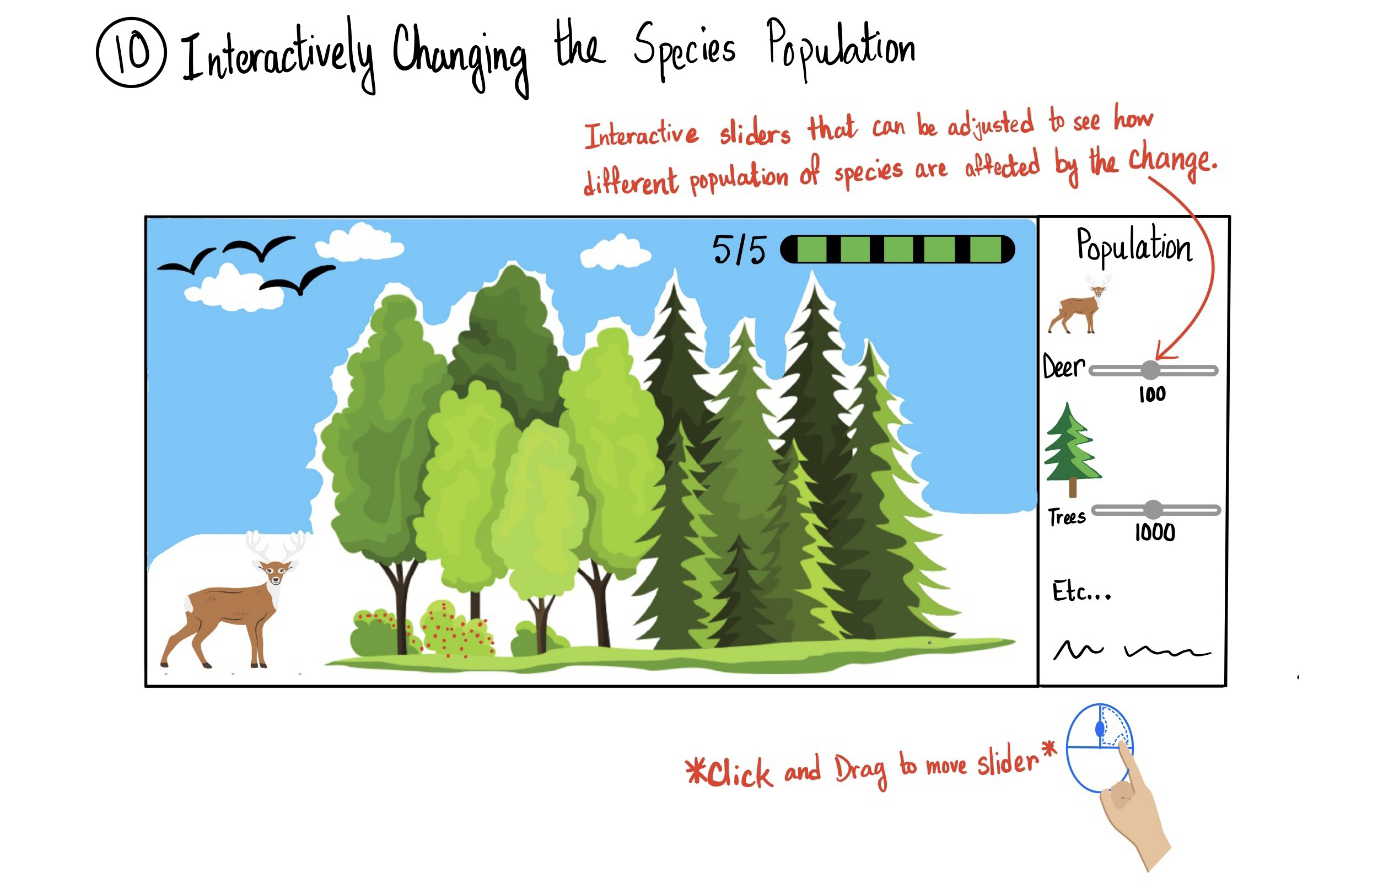 10 Interactively Changing the Species Population
Interactive sliders that can be adjusted to see how
different population of species are affected by the change.
5/5
Population
Deer
100
Trees
1000
Etc...
*Click and Drag to move slider*